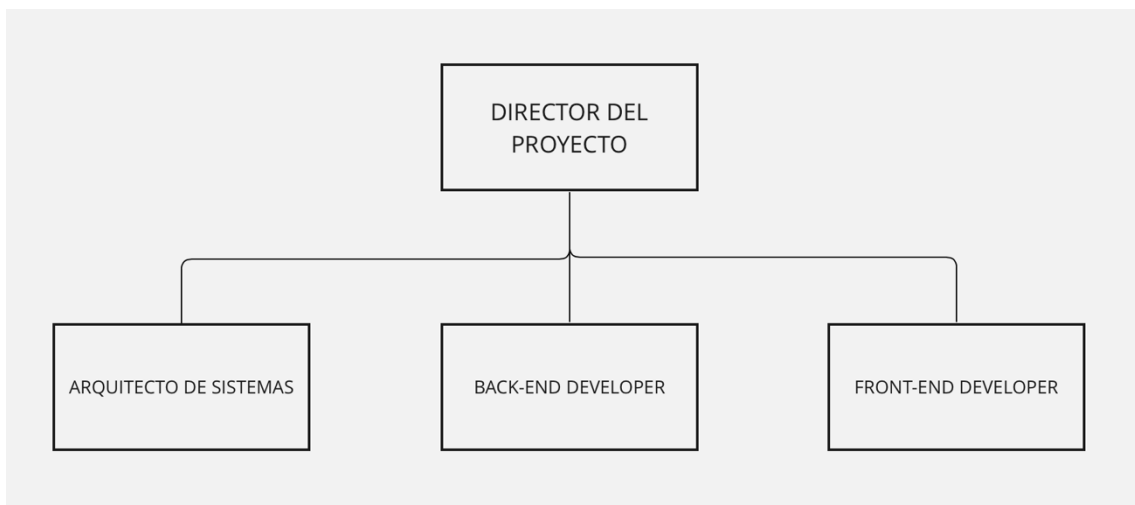 DIRECTOR DEL
PROYECTO
ARQUITECTO DE SISTEMAS
BACK-END DEVELOPER
FRONT-END DEVELOPER